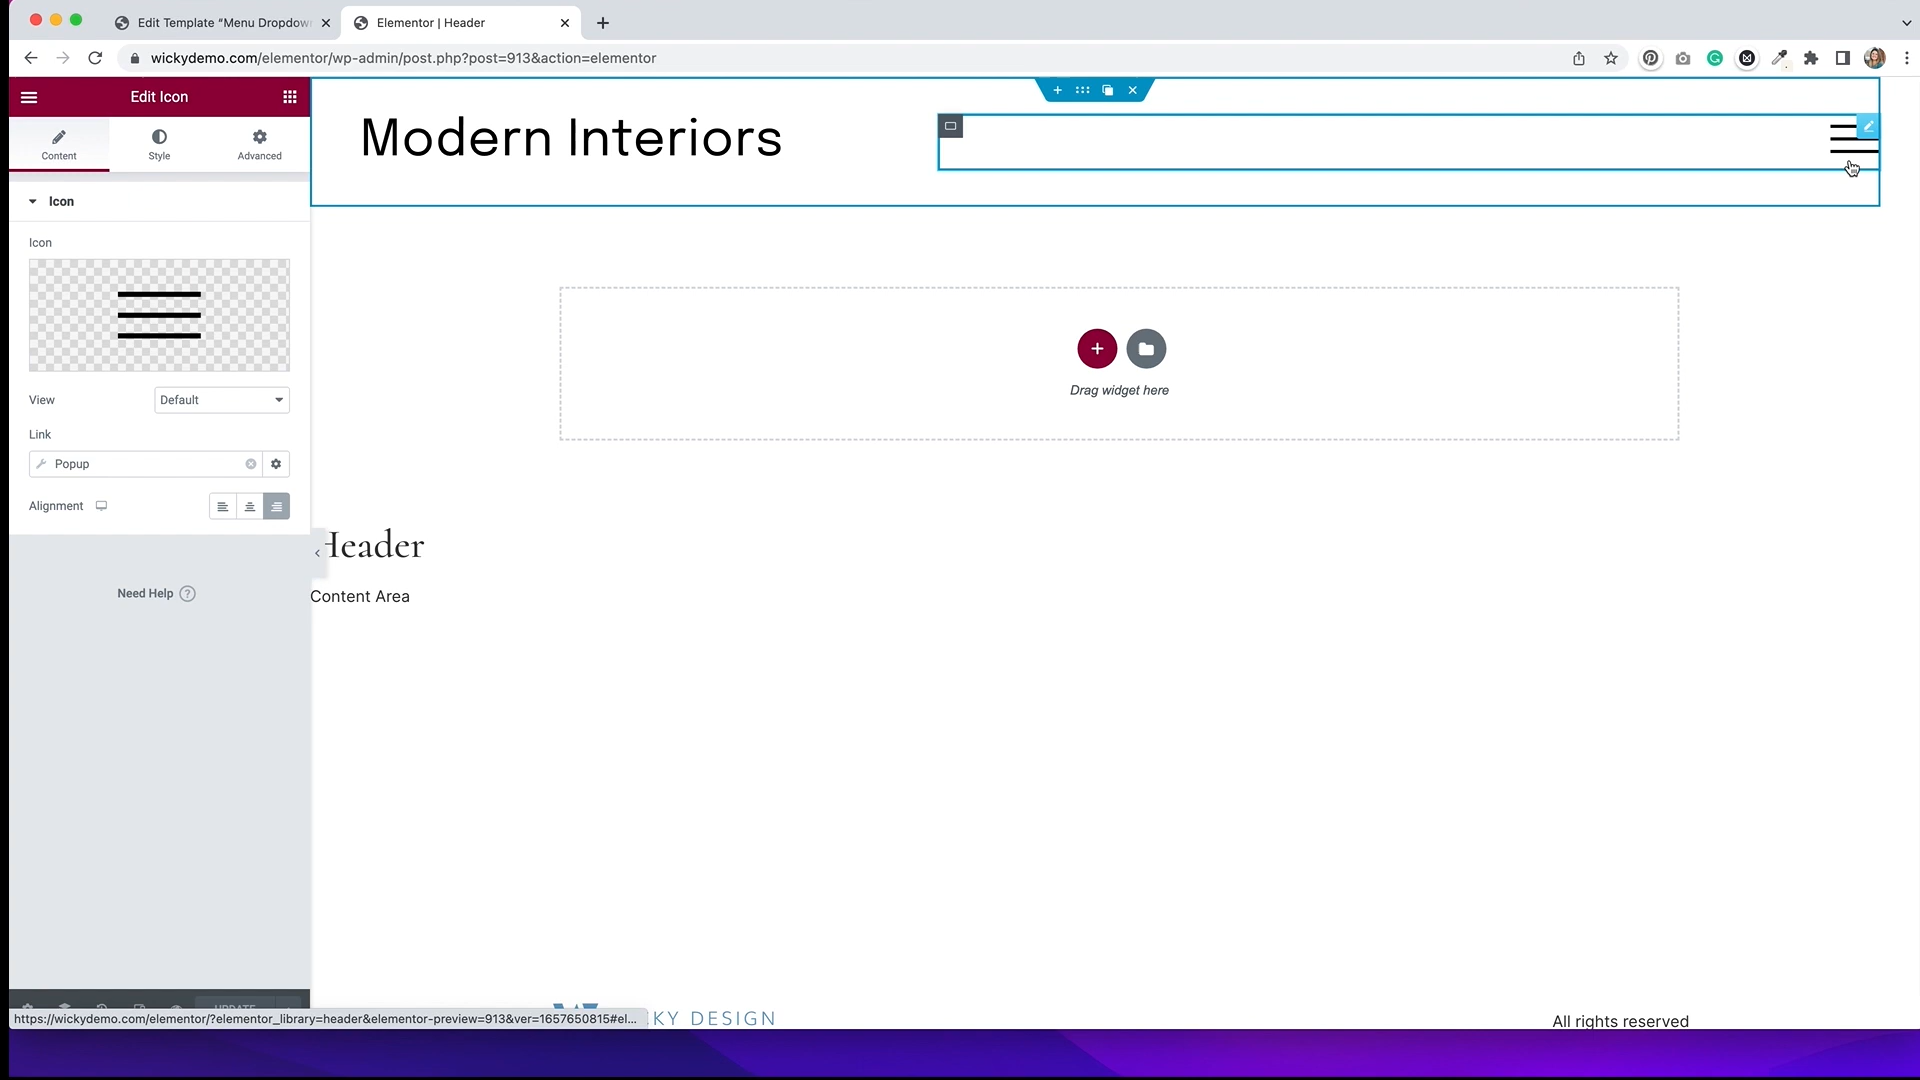 Edit Template “Menu Dropdow
Elementor | Header
wickydemo.com/elementor/wp-admin/post.php?post=913&action=elementor
Edit Icon
Content
Style
Advanced
Modern Interiors
Icon
Icon
View
Default
Link
Popup
Alignment
Drag widget here
Header
Content Area
Need Help
UPDATE
https://wickydemo.com/elementor/?elementor_library=header&elementor-preview=913&ver=1657650815#el...
KY DESIGN
All rights reserved